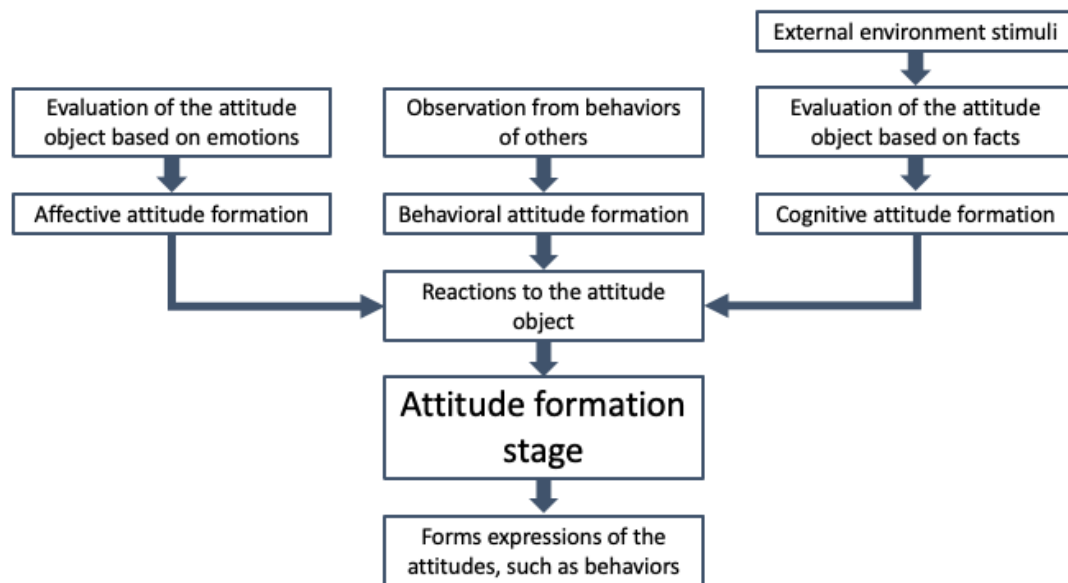 External environment stimuli
Evaluation of the attitude
object based on emotions
Observation from behaviors
of others
Evaluation of the attitude
object based on facts
Affective attitude formation
Behavioral attitude formation
Cognitive attitude formation
Reactions to the attitude
object
Attitude formation
stage
Forms expressions of the
attitudes, such as behaviors